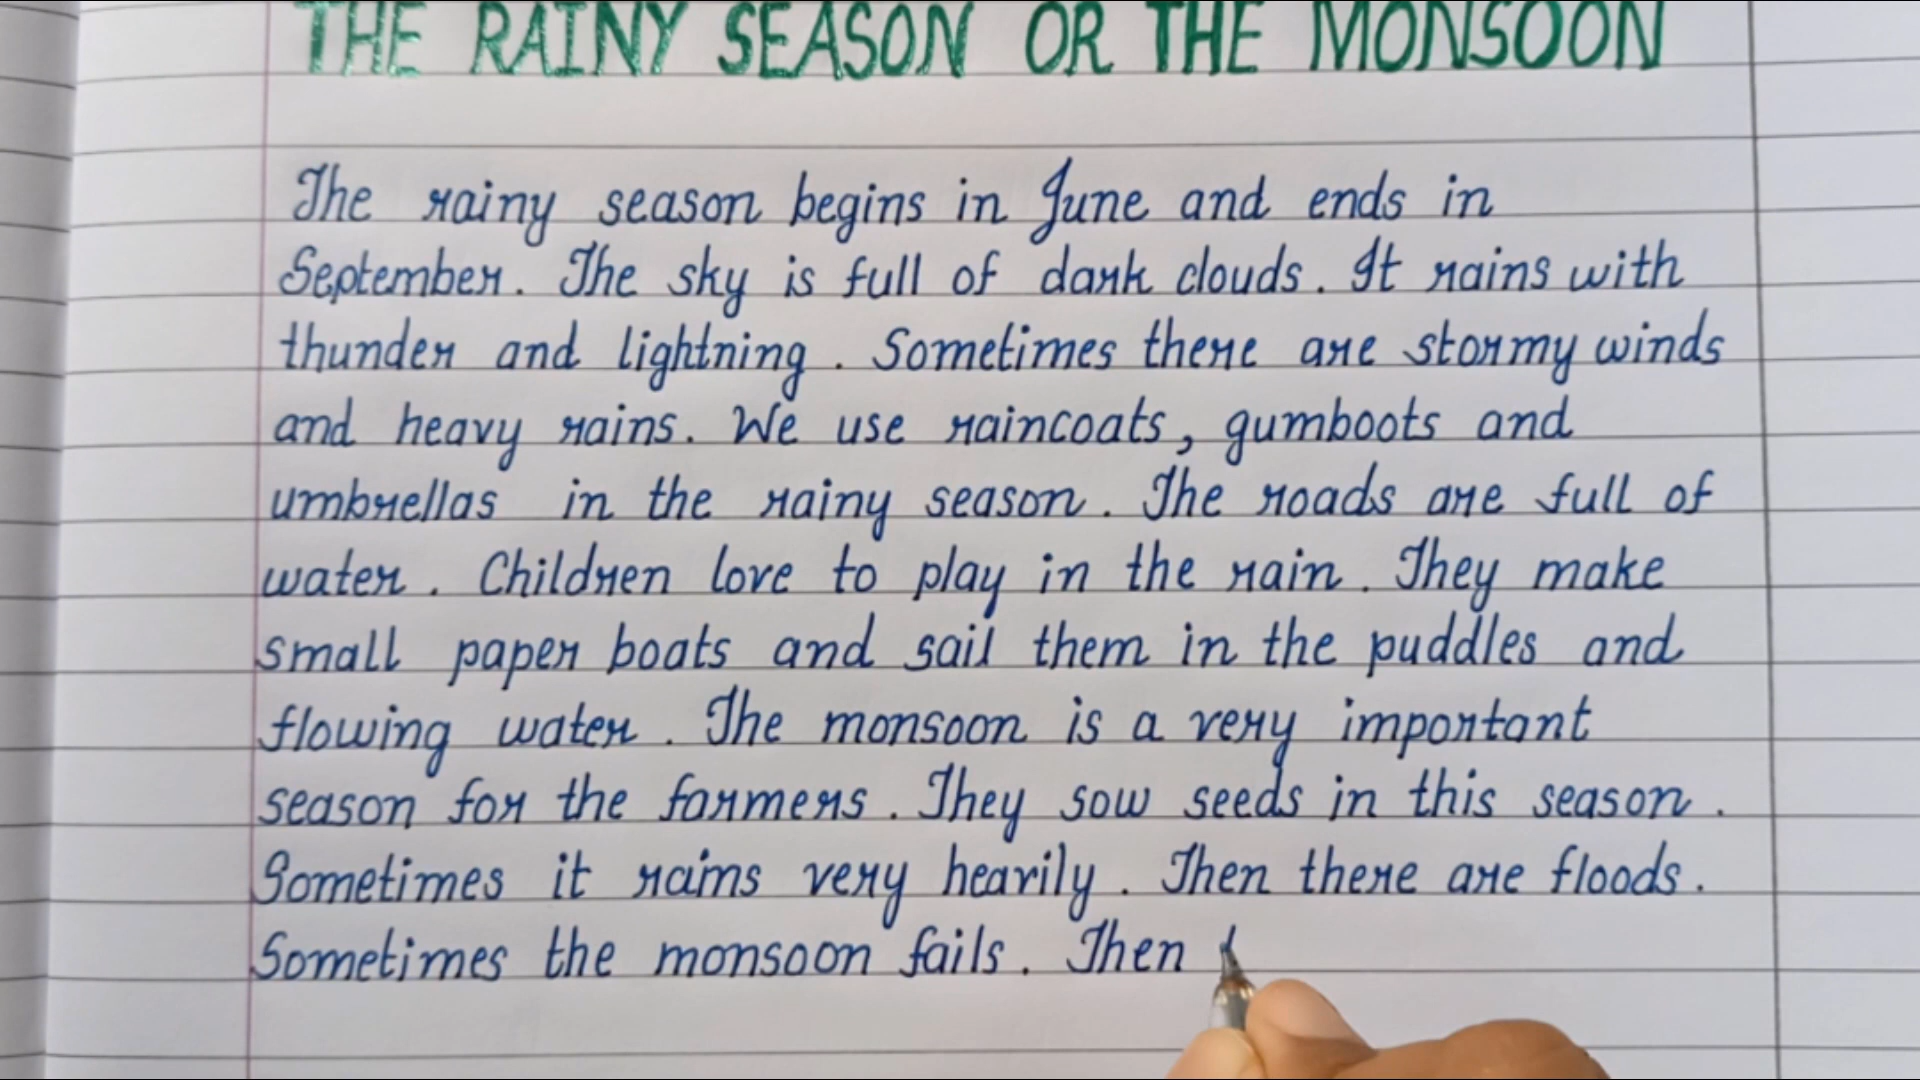 THE RAINY SEASON OR THE MONSOON
The rainy season begins in June and ends in
September. The sky is full of dark clouds. It rains with
thunder and lightning. Sometimes there are stormy winds
and heavy rains. We use raincoats, gumboots and
umbrellas in the rainy season. The roads are full of
water. Children love to play in the rain. They make
small paper boats and sail them in the puddles and
flowing water. The monsoon is a very important
season for the farmers. They sow seeds in this season.
Sometimes it rains very heavily. Then there are floods.
Sometimes the monsoon fails. Then